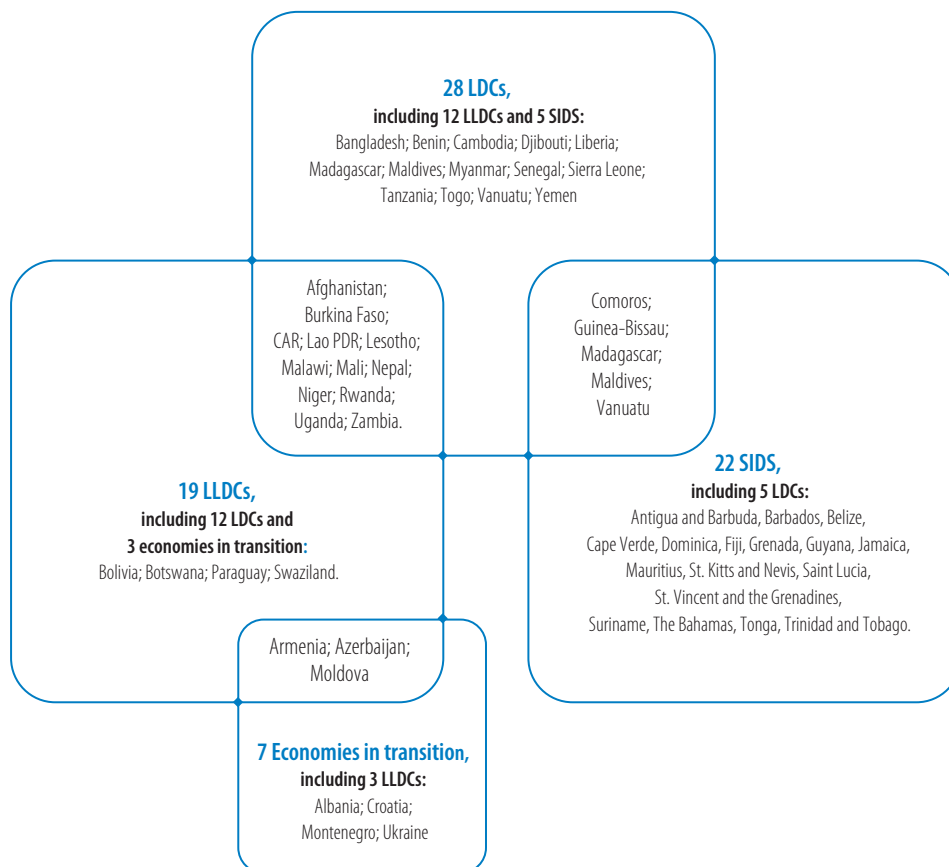 28 LDCs,
including 12 LLDCs and 5 SIDS:
Bangladesh; Benin; Cambodia; Djibouti; Liberia;
Madagascar; Maldives; Myanmar; Senegal; Sierra Leone;
Tanzania; Togo; Vanuatu; Yemen
Afghanistan;
Burkina Faso;
CAR; Lao PDR; Lesotho;
Malawi; Mali; Nepal;
Niger; Rwanda;
Uganda; Zambia.
Comoros;
Guinea-Bissau;
Madagascar;
Maldives;
Vanuatu
19 LLDCs,
including 12 LDCs and
3 economies in transition:
Bolivia; Botswana; Paraguay; Swaziland.
22 SIDS,
including 5 LDCs:
Antigua and Barbuda, Barbados, Belize,
Cape Verde, Dominica, Fiji, Grenada, Guyana, Jamaica,
Mauritius, St. Kitts and Nevis, Saint Lucia,
St. Vincent and the Grenadines,
Suriname, The Bahamas, Tonga, Trinidad and Tobago.
Armenia; Azerbaijan;
Moldova
7 Economies in transition,
including 3 LLDCs:
Albania; Croatia;
Montenegro; Ukraine